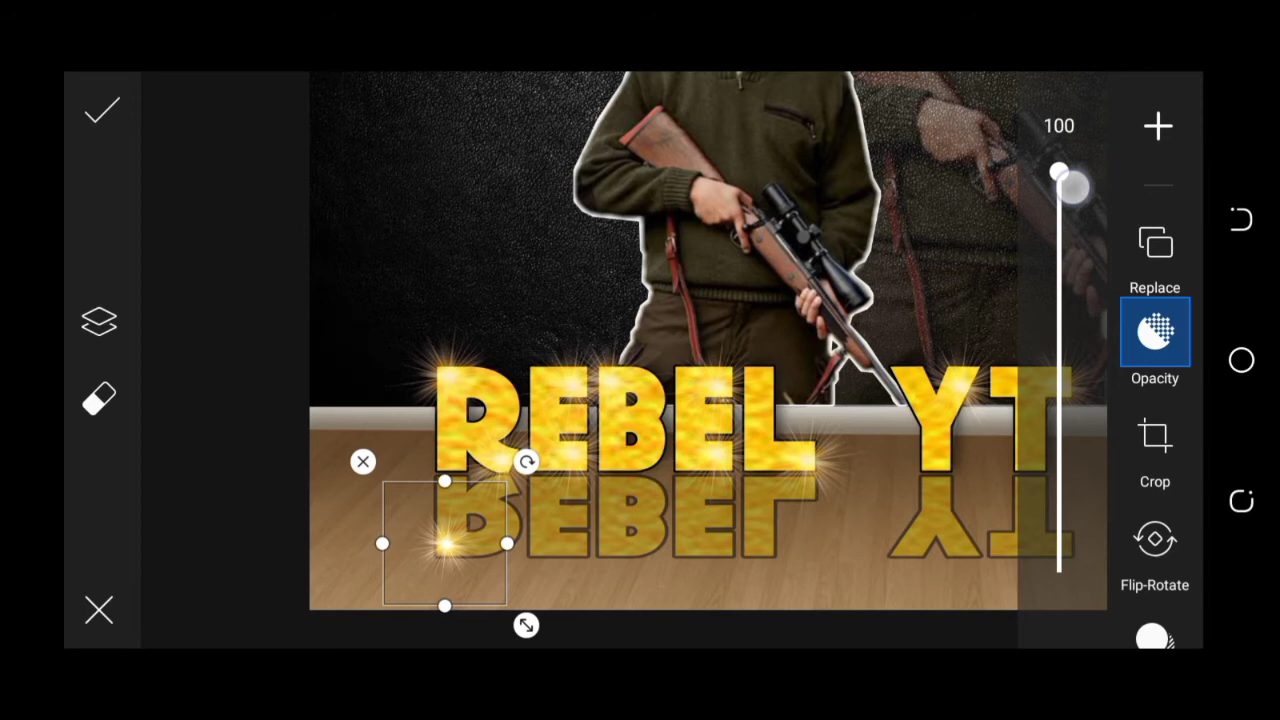 100
Replace
Opacity
Crop
Flip-Rotate
REBEL YT
REBEL YT